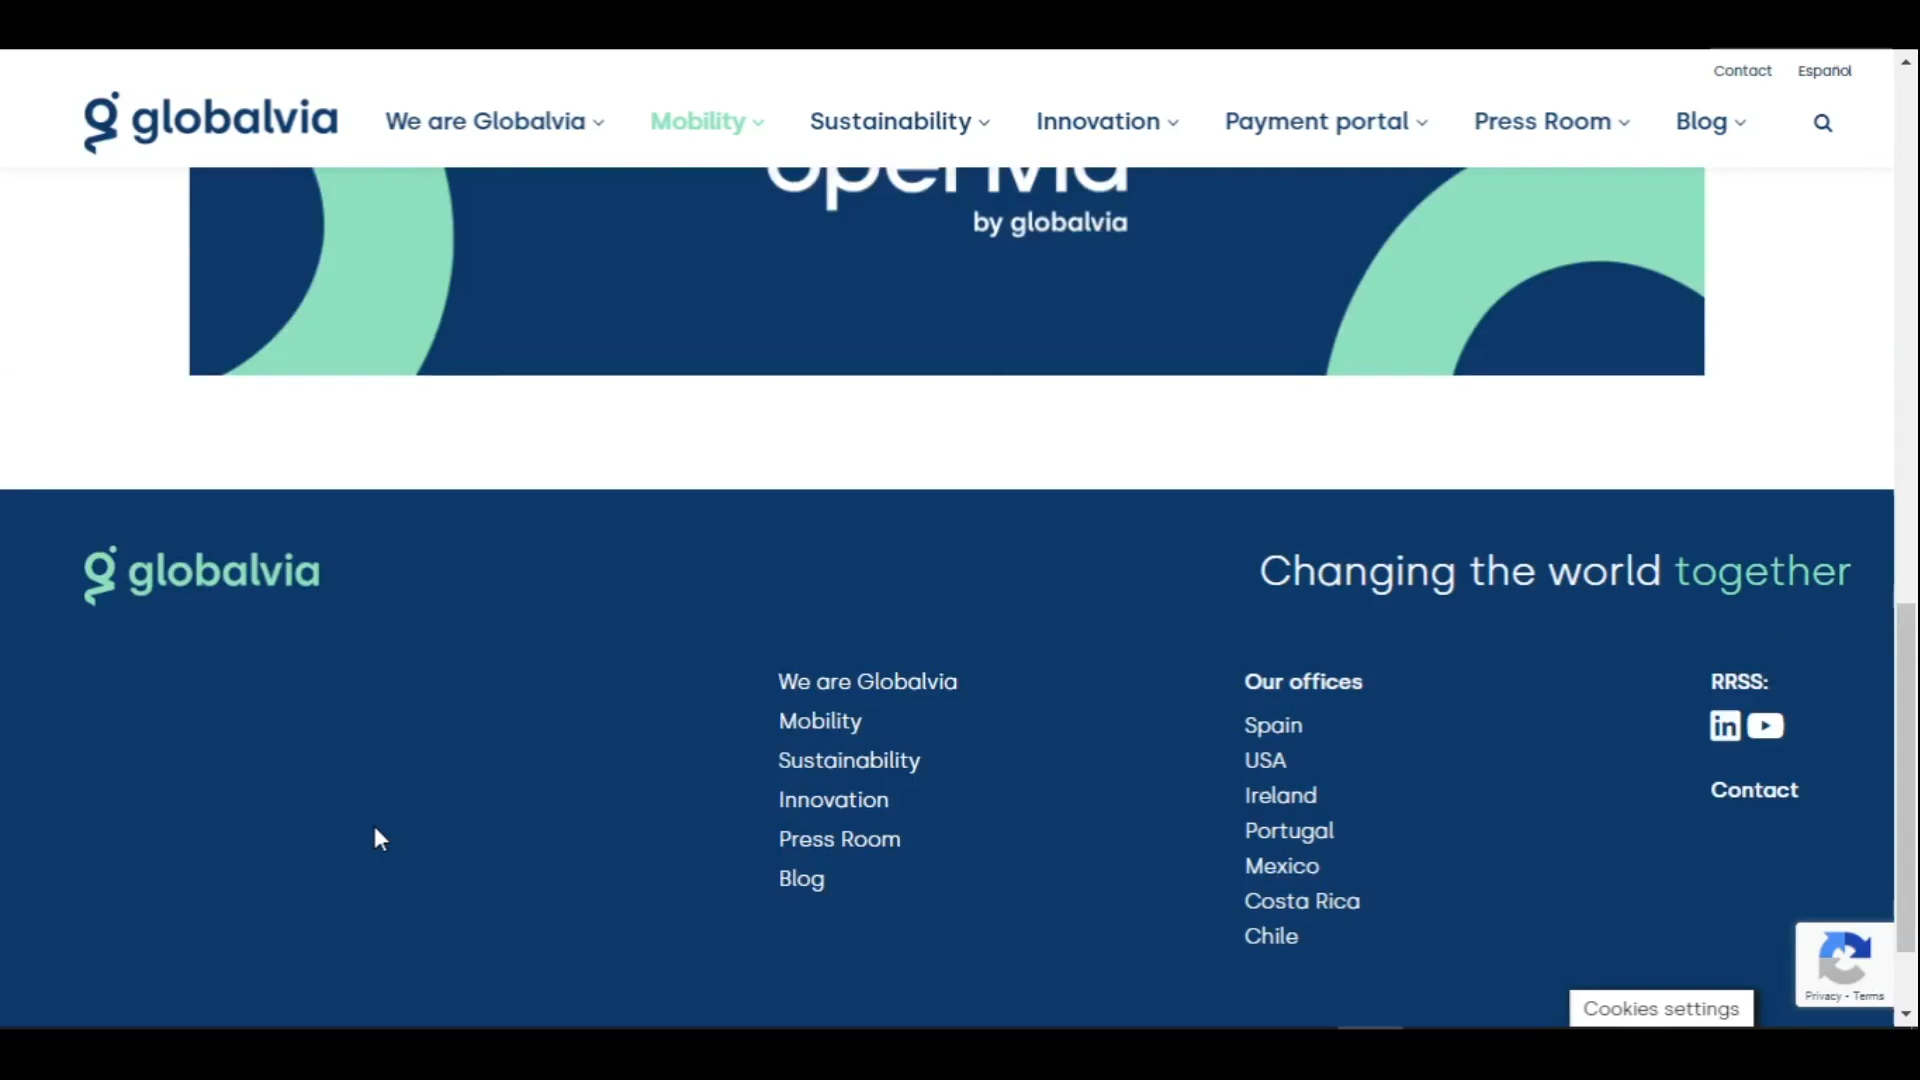 Contact Español
globalvia We are Globalvia Mobility Sustainability Innovation Payment portal Press Room Blog
openvia
by globalvia
globalvia
Changing the world together
We are Globalvia
Mobility
Sustainability
Innovation
Press Room
Blog
Our offices
Spain
USA
Ireland
Portugal
Mexico
Costa Rica
Chile
RRSS:
in
Contact
Privacy - Terms
Cookies settings